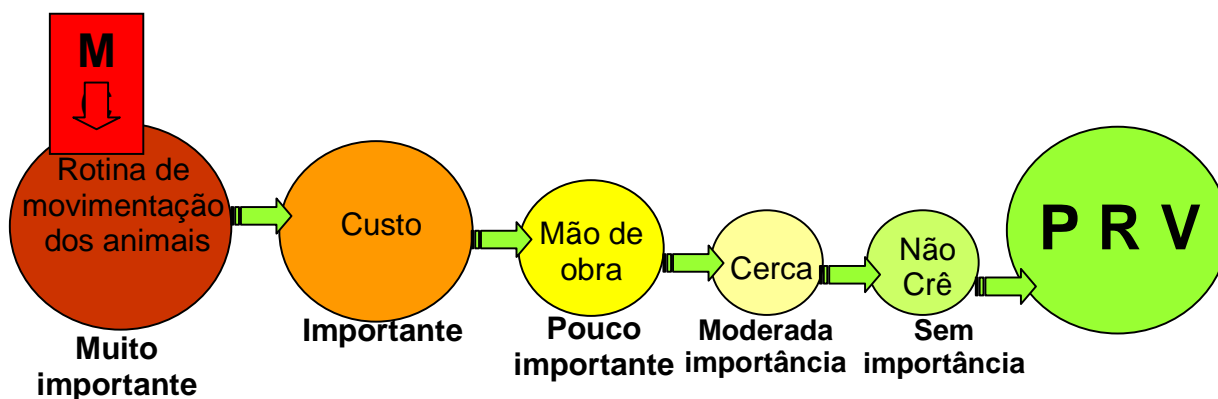 M
Rotina de
movimentação
dos animais
Muito
importante
Custo
Importante
Mão de
obra
Pouco
importante
Cerca
Moderada
importância
Não
Crê
Sem
importância
P R V